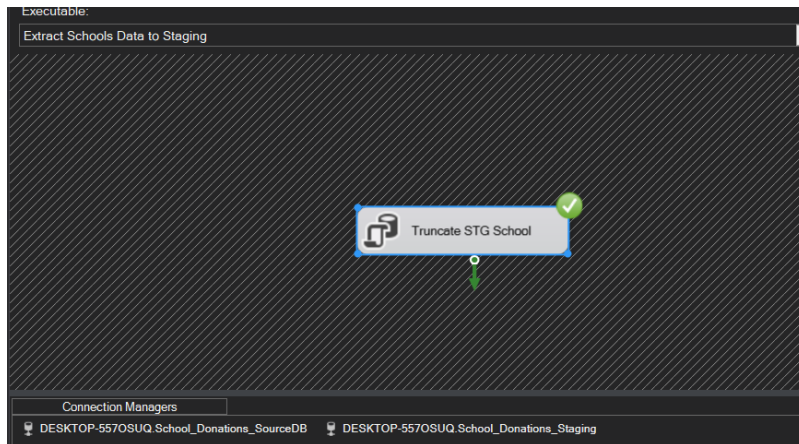 Executable:
Extract Schools Data to Staging
Truncate STG School
Connection Managers
DESKTOP-557OSUQ.School_Donations_SourceDB
DESKTOP-557OSUQ.School_Donations_Staging